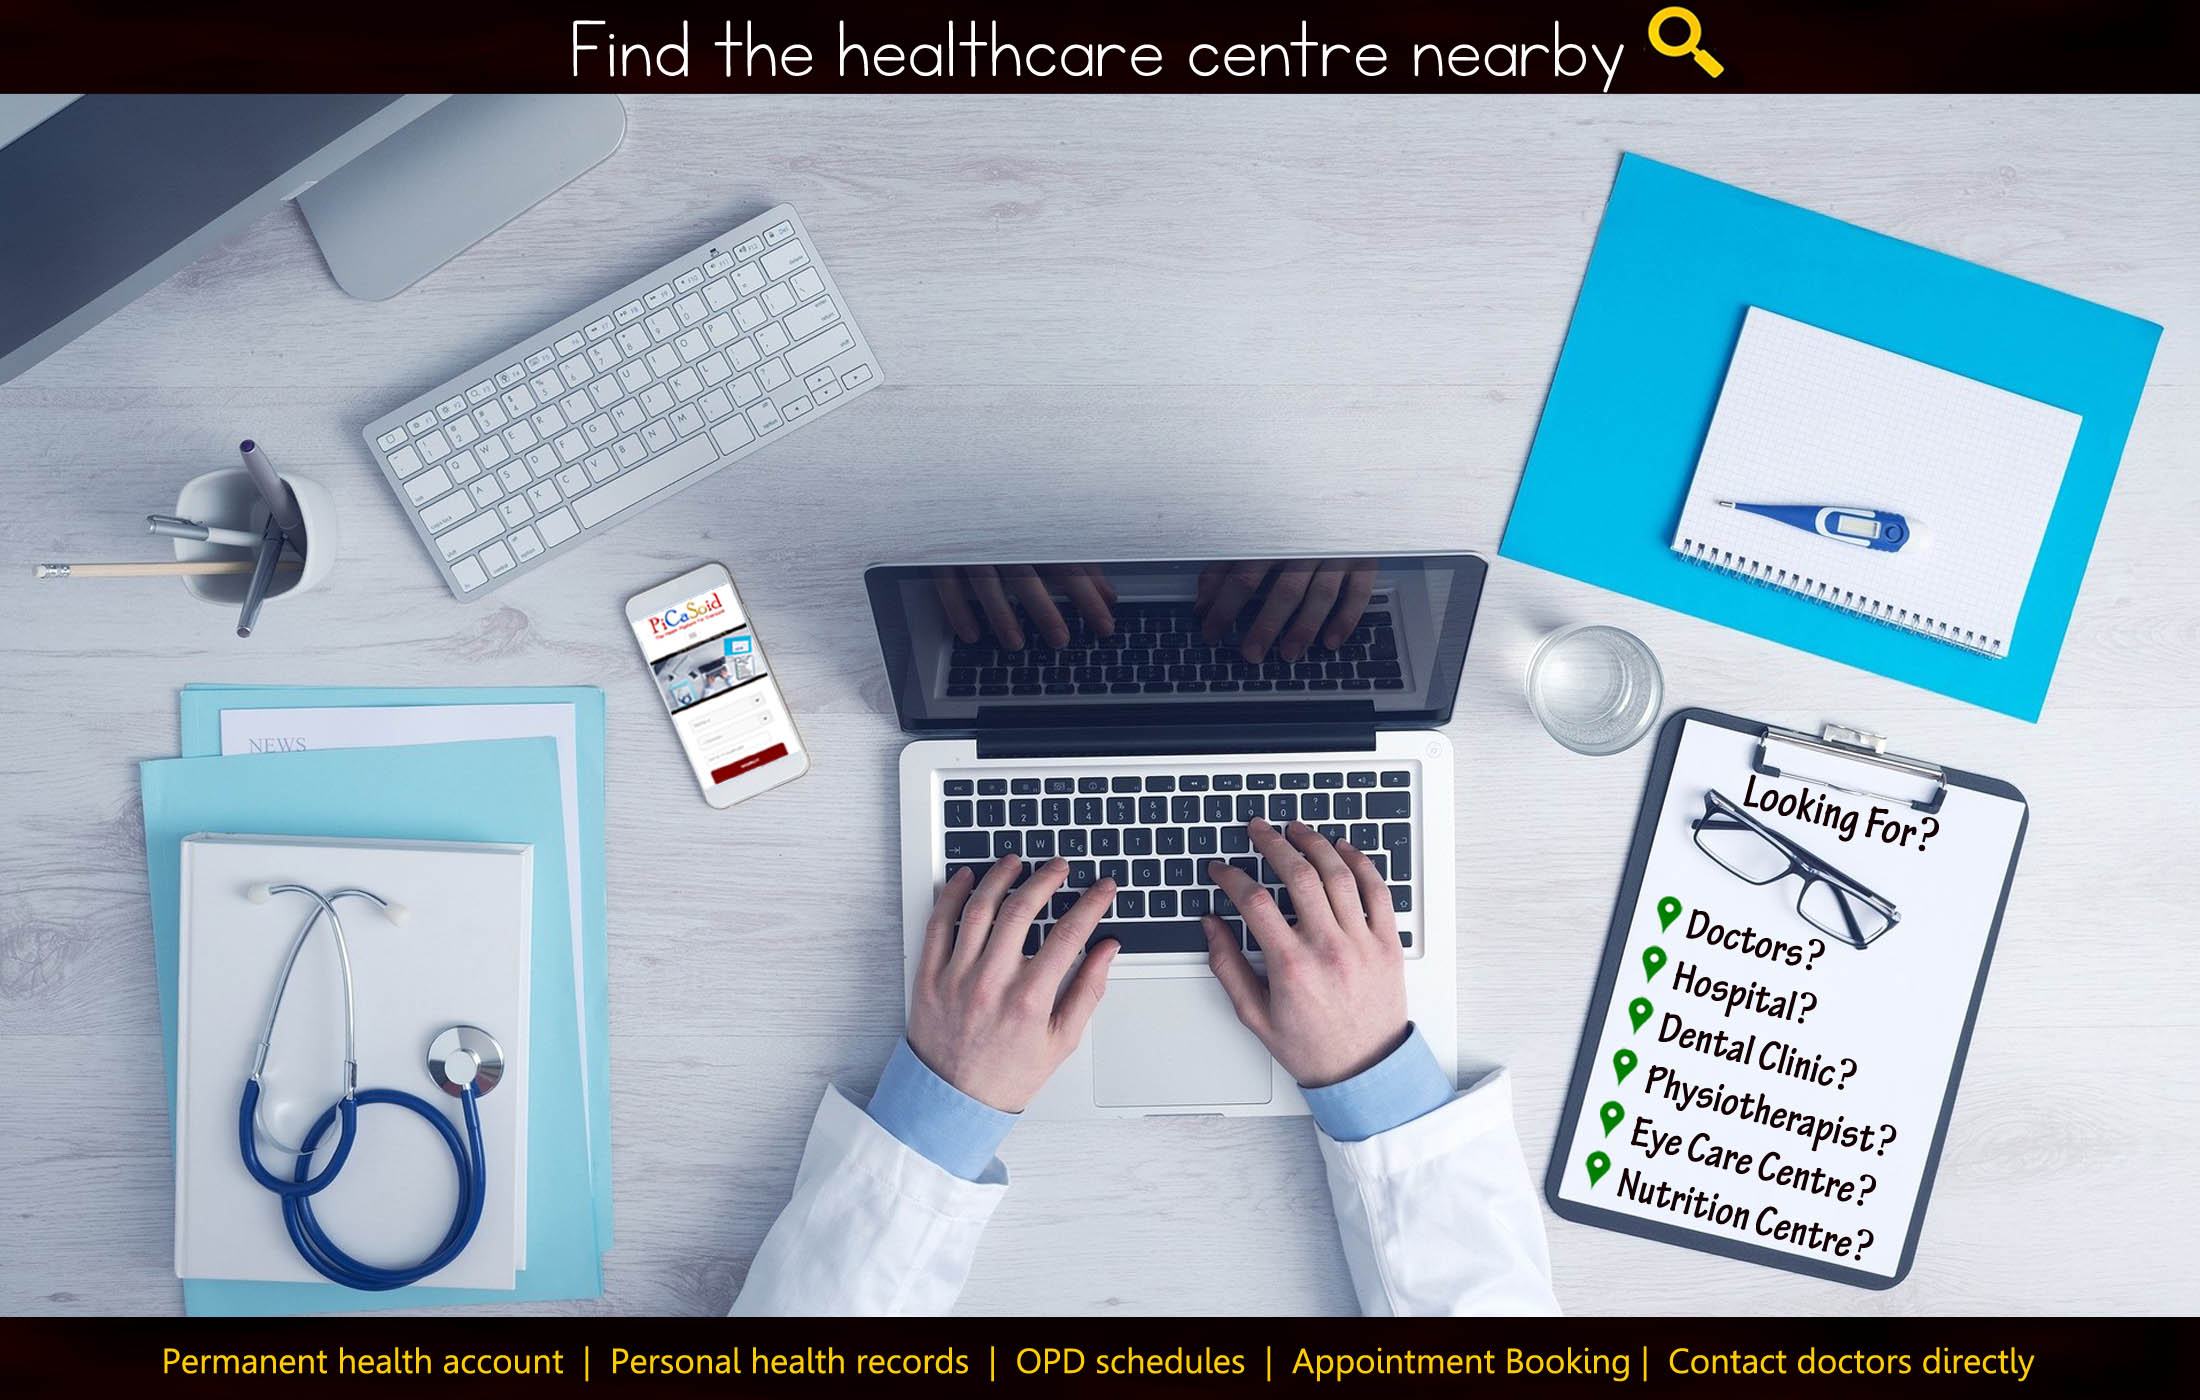 Find the healthcare centre nearby
NEWS
PiCaSoid
Looking For?
Doctors?
Hospital?
Dental Clinic?
Physiotherapist?
Eye Care Centre?
Nutrition Centre?
Permanent health account | Personal health records | OPD schedules | Appointment Booking | Contact doctors directly